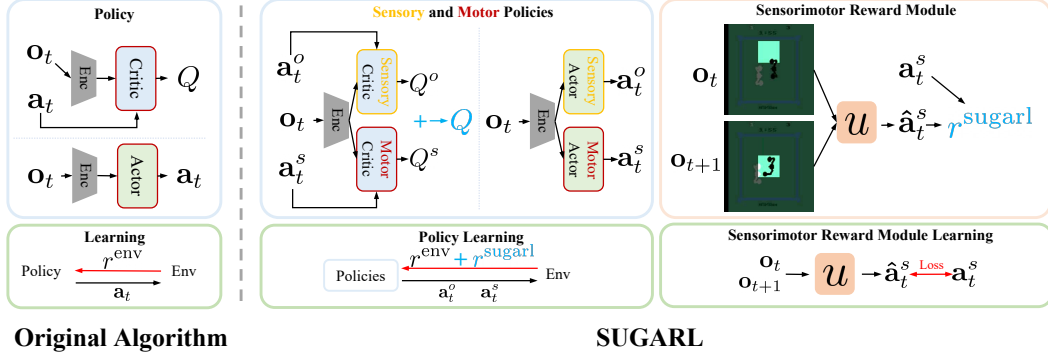 Policy
o_t
Enc
Critic
Q
a_t
o_t
Enc
Actor
a_t
Learning
r^env
Policy
Env
a_t
Original Algorithm
Sensory and Motor Policies
a_t^o
Sensory Critic
Q^o
o_t
Enc
+→Q
Motor Critic
Q^s
a_t^s
o_t
Enc
Sensory Actor
a_t^o
Motor Actor
a_t^s
Policy Learning
r^env + r^sugarl
Policies
Env
a_t^o a_t^s
Sensorimotor Reward Module
o_t
o_{t+1}
u
a_t^s
â_t^s
r^sugarl
Sensorimotor Reward Module Learning
o_t
o_{t+1}
u
â_t^s
Loss
a_t^s
SUGARL